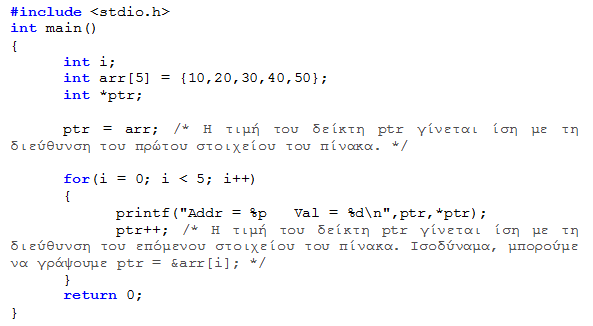 #include <stdio.h>
int main()
{
int i;
int arr[5] = {10,20,30,40,50};
int *ptr;
ptr = arr; /* Η τιμή του δείκτη ptr γίνεται ίση με τη
διεύθυνση του πρώτου στοιχείου του πίνακα. */
for(i = 0; i < 5; i++)
{
printf("Addr = %p   Val = %d\n",ptr,*ptr);
ptr++; /* Η τιμή του δείκτη ptr γίνεται ίση με τη
διεύθυνση του επόμενου στοιχείου του πίνακα. Ισοδύναμα, μπορούμε
να γράψουμε ptr = &arr[i]; */
}
return 0;
}